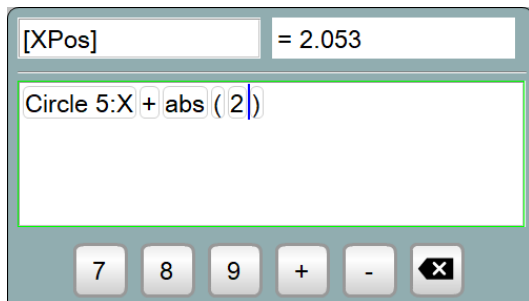 [XPos] = 2.053
Circle 5:X + abs ( 2 )
7 8 9 + -